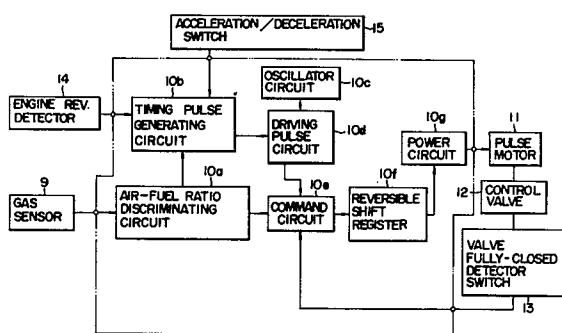 ACCELERATION/DECELERATION
SWITCH
15
14
ENGINE REV.
DETECTOR
10b
TIMING PULSE
GENERATING
CIRCUIT
OSCILLATOR
CIRCUIT
10c
DRIVING
PULSE
CIRCUIT
10d
10g
POWER
CIRCUIT
11
PULSE
MOTOR
9
GAS
SENSOR
10a
AIR-FUEL RATIO
DISCRIMINATING
CIRCUIT
10e
COMMAND
CIRCUIT
10f
REVERSIBLE
SHIFT
REGISTER
12
CONTROL
VALVE
VALVE
FULLY-CLOSED
DETECTOR
SWITCH
13